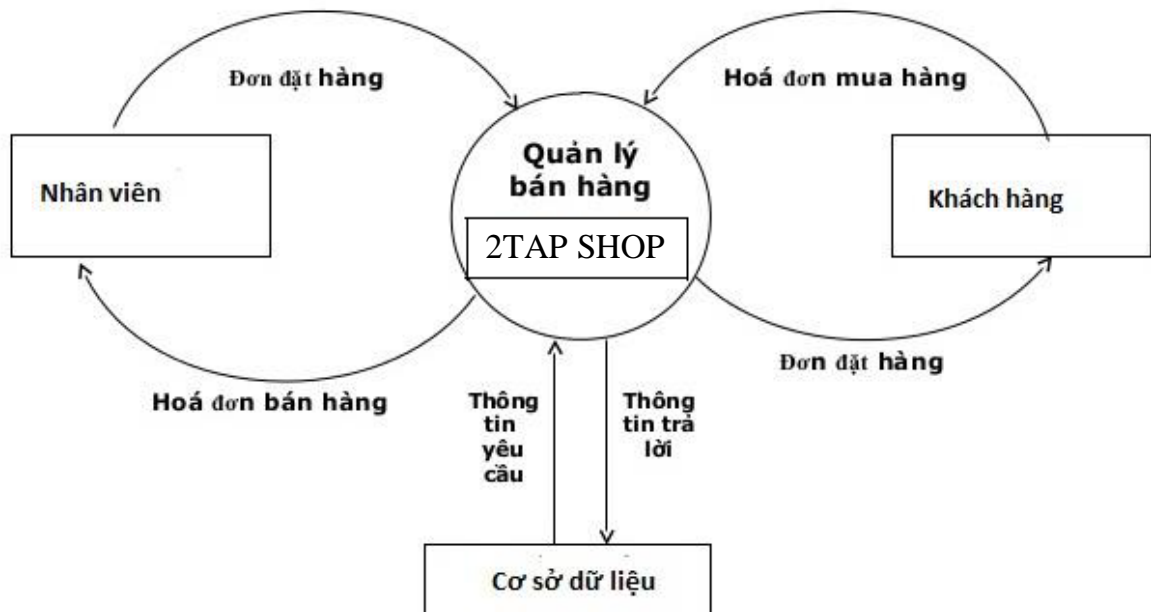 Đơn đặt hàng
Hoá đơn mua hàng
Quản lý
bán hàng
2TAP SHOP
Nhân viên
Khách hàng
Hoá đơn bán hàng
Đơn đặt hàng
Thông
tin
yêu
cầu
Thông
tin trả
lời
Cơ sở dữ liệu